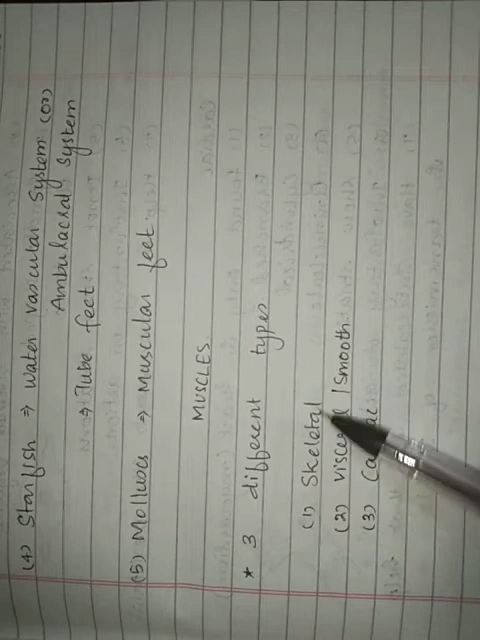 (4) Starfish ⇒ Water vascular System (or)
Ambulacral System
⇒ Tube feet
(5) Molluscs ⇒ Muscular feet
MUSCLES
* 3 different types
(1) Skeletal
(2) /Smooth
(3)